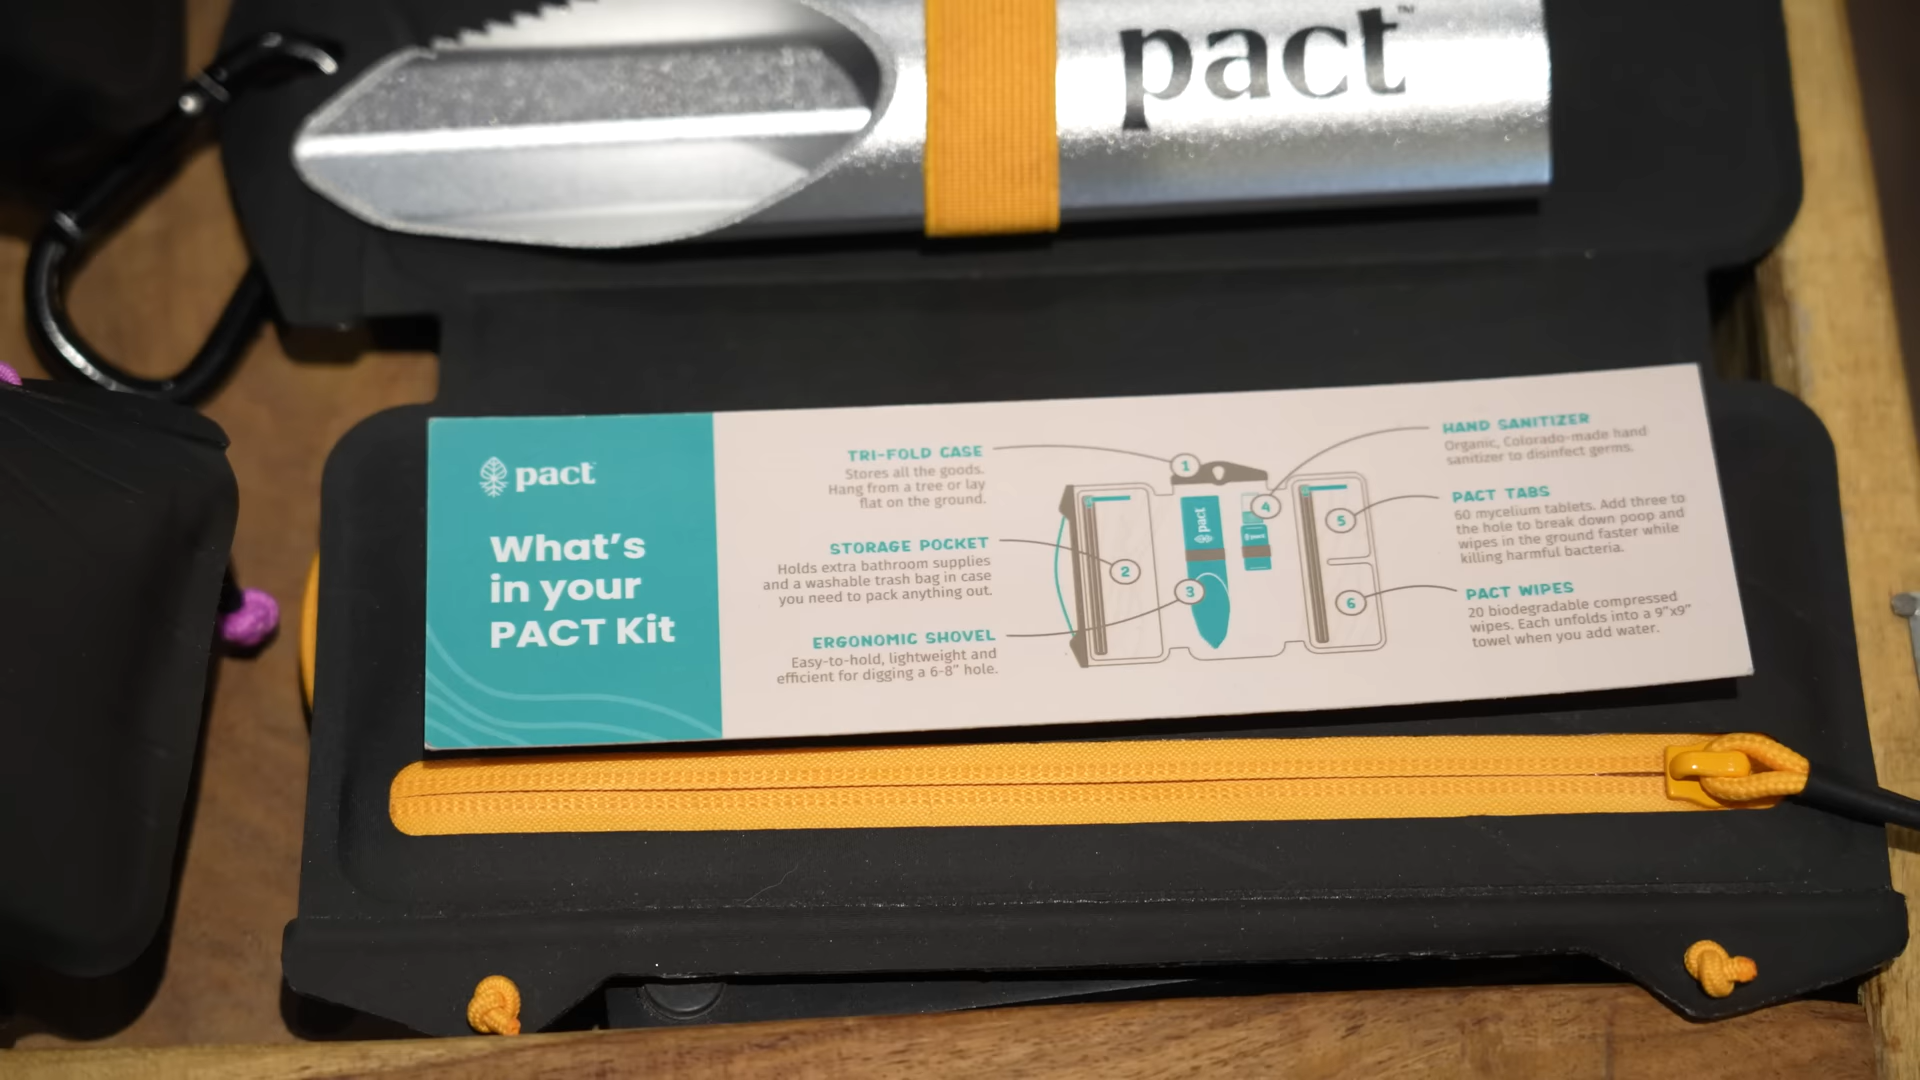 pact™
pact
What's
in your
PACT Kit
TRI-FOLD CASE
Stores all the goods.
Hang from a tree or lay
flat on the ground.
STORAGE POCKET
Holds extra bathroom supplies
and a washable trash bag in case
you need to pack anything out.
ERGONOMIC SHOVEL
Easy-to-hold, lightweight and
efficient for digging a 6-8" hole.
1
2
3
4
5
6
pact
pact
HAND SANITIZER
Organic, Colorado-made hand
sanitizer to disinfect germs.
PACT TABS
60 mycelium tablets. Add three to
the hole to break down poop and
wipes in the ground faster while
killing harmful bacteria.
PACT WIPES
20 biodegradable compressed
wipes. Each unfolds into a 9"x9"
towel when you add water.